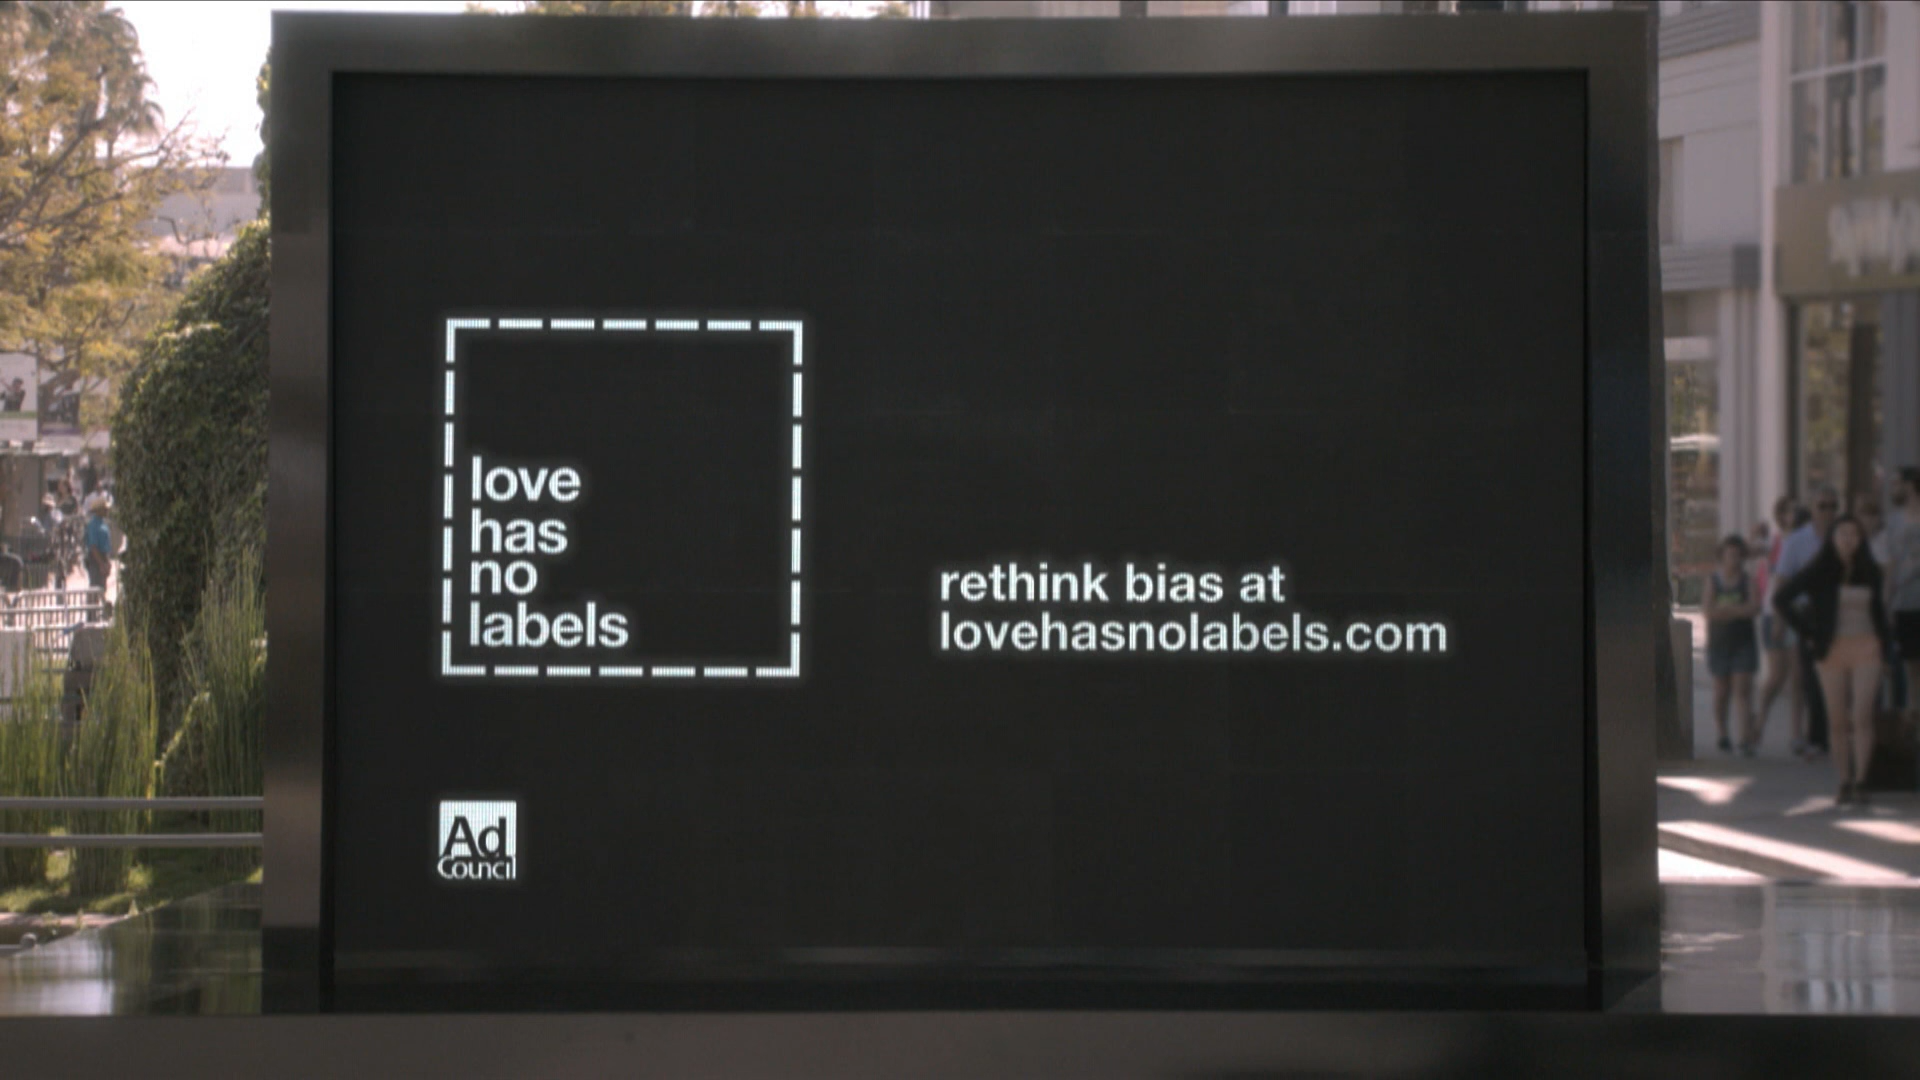 love
has
no
labels
rethink bias at
lovehasnolabels.com
Ad
Council